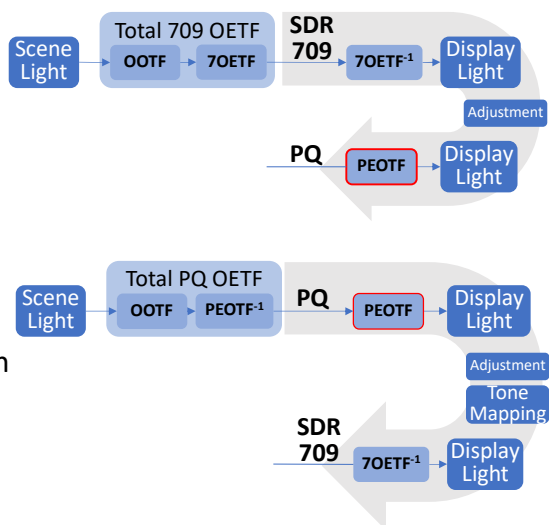 Total 709 OETF
SDR
709
Scene
Light
OOTF
7OETF
7OETF-1
Display
Light
Adjustment
PQ
PEOTF
Display
Light
Total PQ OETF
PQ
Scene
Light
OOTF
PEOTF-1
PEOTF
Display
Light
Adjustment
Tone
Mapping
SDR
709
7OETF-1
Display
Light